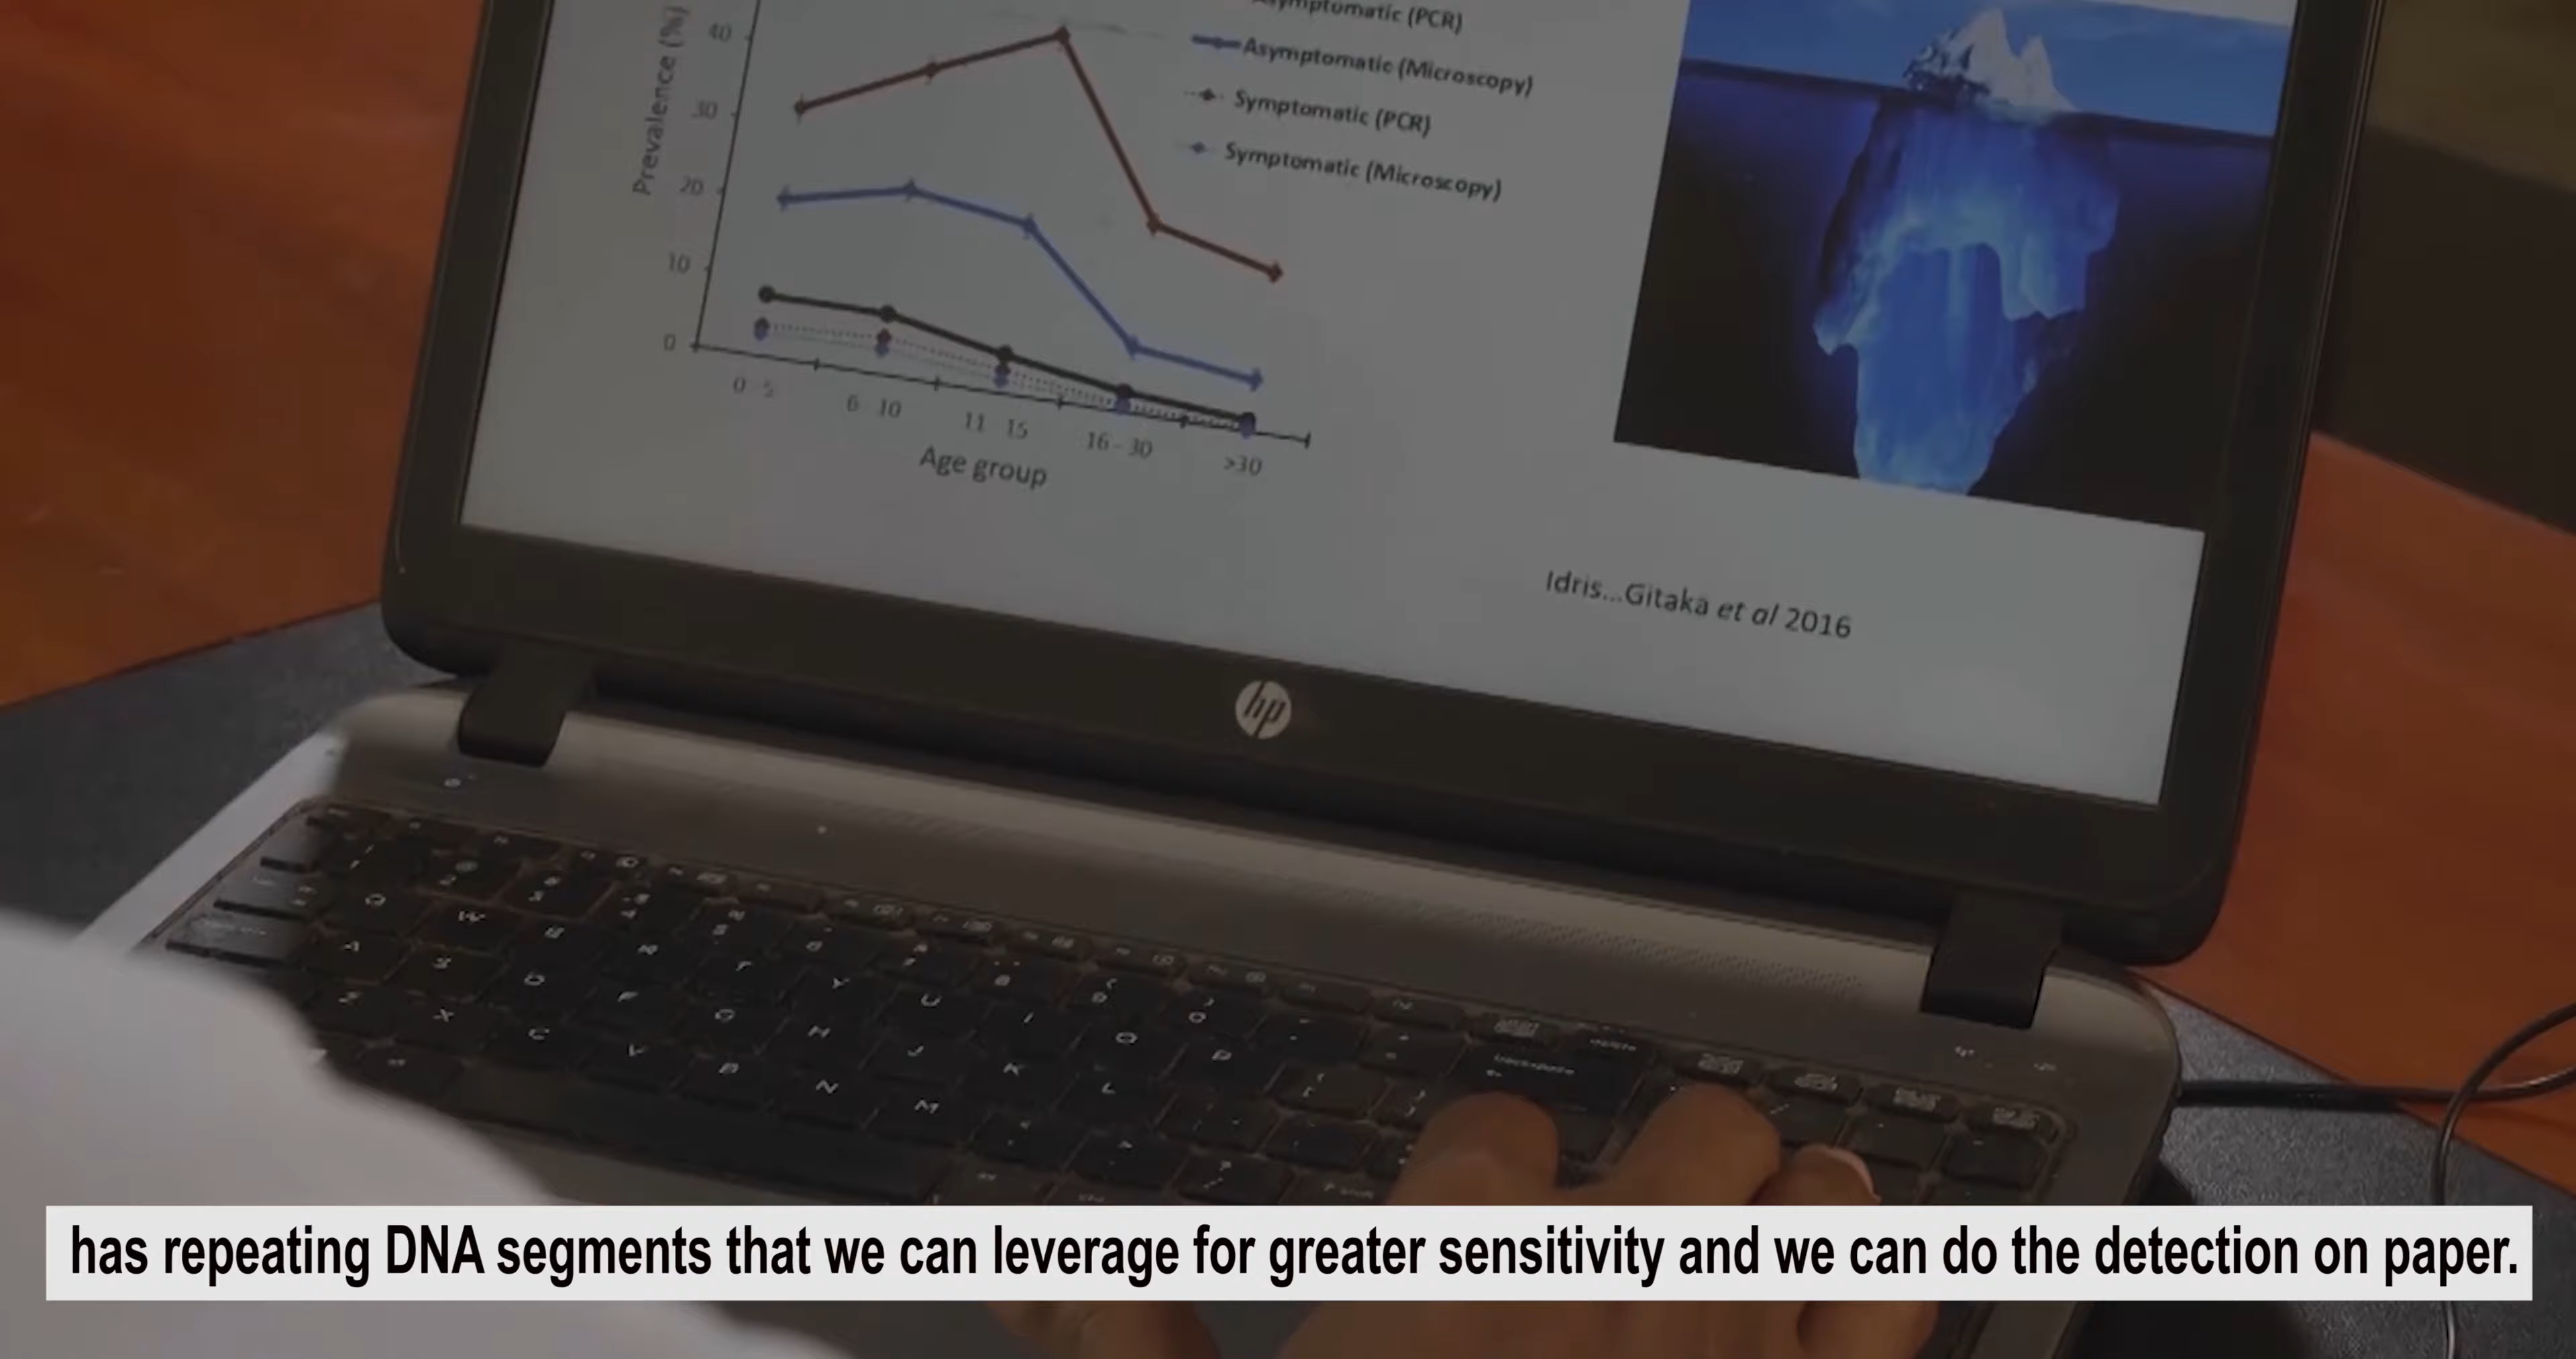 (PCR)
Asymptomatic (Microscopy)
Symptomatic (PCR)
Symptomatic (Microscopy)
Prevalence (%)
40
30
20
10
0
0 5
6 10
11 15
16 - 30
>30
Age group
Idris...Gitaka et al 2016
hp
Q W
Y U I O P
A S D F G H J K L
Z X C V B N M
backspace
has repeating DNA segments that we can leverage for greater sensitivity and we can do the detection on paper.